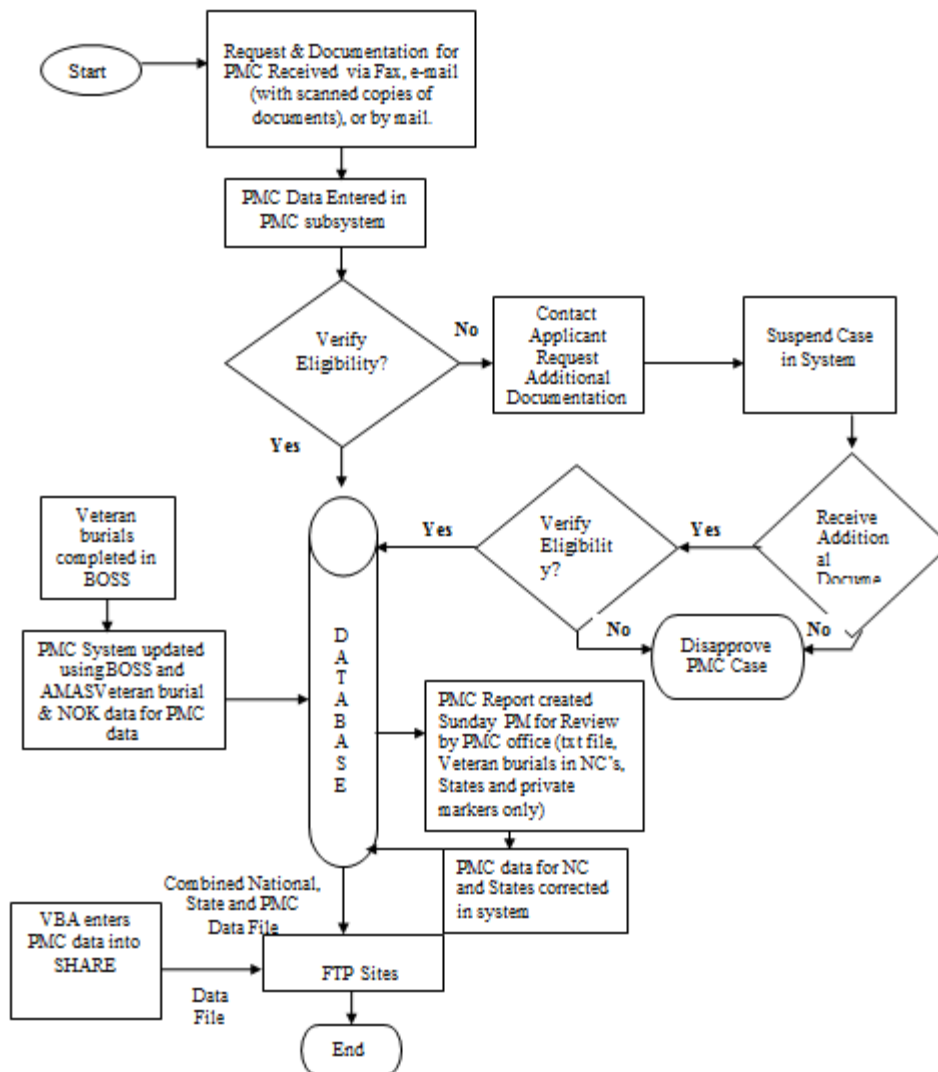 Start
Request & Documentation for
PMC Received via Fax, e-mail
(with scanned copies of
documents), or by mail.
PMC Data Entered in
PMC subsystem
Verify
Eligibility?
No
Contact
Applicant
Request
Additional
Documentation
Suspend Case
in System
Yes
Receive
Addition
al
Docume
Yes
Verify
Eligibilit
y?
Yes
No
No
Disapprove
PMC Case
Veteran
burials
completed in
BOSS
PMC System updated
using BOSS and
AMAS Veteran burial
& NOK data for PMC
data
D
A
T
A
B
A
S
E
PMC Report created
Sunday PM for Review
by PMC office (txt file,
Veteran burials in NC's,
States and private
markers only)
PMC data for NC
and States corrected
in system
Combined National,
State and PMC
Data File
VBA enters
PMC data into
SHARE
Data
File
FTP Sites
End